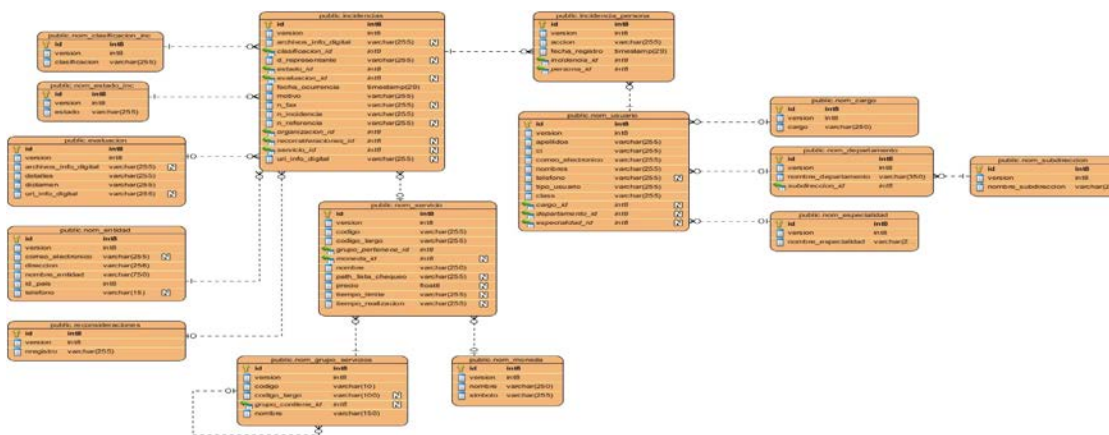 public.incidencias
id int8
version int8
archivos_info_digital varchar(255) N
clasificacion_id int8
d_representante varchar(255) N
estado_id int8
evaluacion_id int8 N
fecha_ocurrencia timestamp(29)
motivo varchar(255)
n_fax varchar(255) N
n_incidencia varchar(255)
n_referencia varchar(255) N
organizacion_id int8
reconsideraciones_id int8 N
servicio_id int8 N
url_info_digital varchar(255) N
public.incidencia_persona
id int8
version int8
accion varchar(255)
fecha_registro timestamp(29)
incidencia_id int8
persona_id int8
public.nom_clasificacion_inc
id int8
version int8
clasificacion varchar(255)
public.nom_estado_inc
id int8
version int8
estado varchar(255)
public.evaluacion
id int8
version int8
archivos_info_digital varchar(255) N
detalles varchar(255)
dictamen varchar(255)
url_info_digital varchar(255) N
public.nom_entidad
id int8
version int8
correo_electronico varchar(255) N
direccion varchar(255)
nombre_entidad varchar(750)
id_pais int8
telefono varchar(15) N
public.reconsideraciones
id int8
version int8
nregistro varchar(255)
public.nom_servicio
id int8
version int8
codigo varchar(255)
codigo_largo varchar(255)
grupo_pertenece_id int8
moneda_id int8 N
nombre varchar(250)
path_lista_chequeo varchar(255) N
precio float8 N
tiempo_limite varchar(255) N
tiempo_realizacion varchar(255) N
public.nom_grupo_servicios
id int8
version int8
codigo varchar(10)
codigo_largo varchar(100) N
grupo_contiene_id int8 N
nombre varchar(150)
public.nom_moneda
id int8
version int8
nombre varchar(250)
simbolo varchar(255)
public.nom_usuario
id int8
version int8
apellidos varchar(255)
ci varchar(255)
correo_electronico varchar(255)
nombres varchar(255)
telefono varchar(255) N
tipo_usuario varchar(255)
class varchar(255)
cargo_id int8 N
departamento_id int8 N
especialidad_id int8 N
public.nom_cargo
id int8
version int8
cargo varchar(250)
public.nom_departamento
id int8
version int8
nombre_departamento varchar(350)
subdireccion_id int8
public.nom_subdireccion
id int8
nombre_subdireccion varchar(2
public.nom_especialidad
id int8
version int8
nombre_especialidad varchar(2...